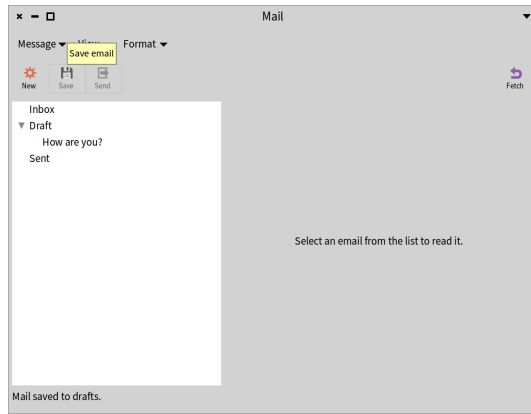 Mail
Message View Format
Save email
New Save Send Fetch
Inbox
Draft
How are you?
Sent
Select an email from the list to read it.
Mail saved to drafts.